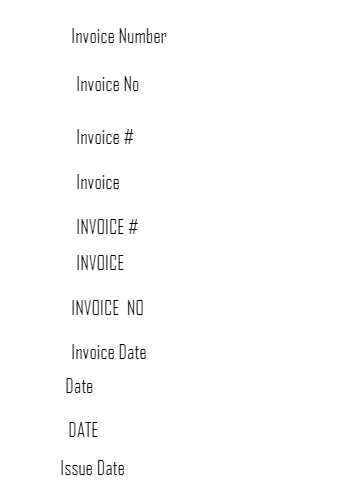 Invoice Number
Invoice No
Invoice #
Invoice
INVOICE #
INVOICE
INVOICE NO
Invoice Date
Date
DATE
Issue Date